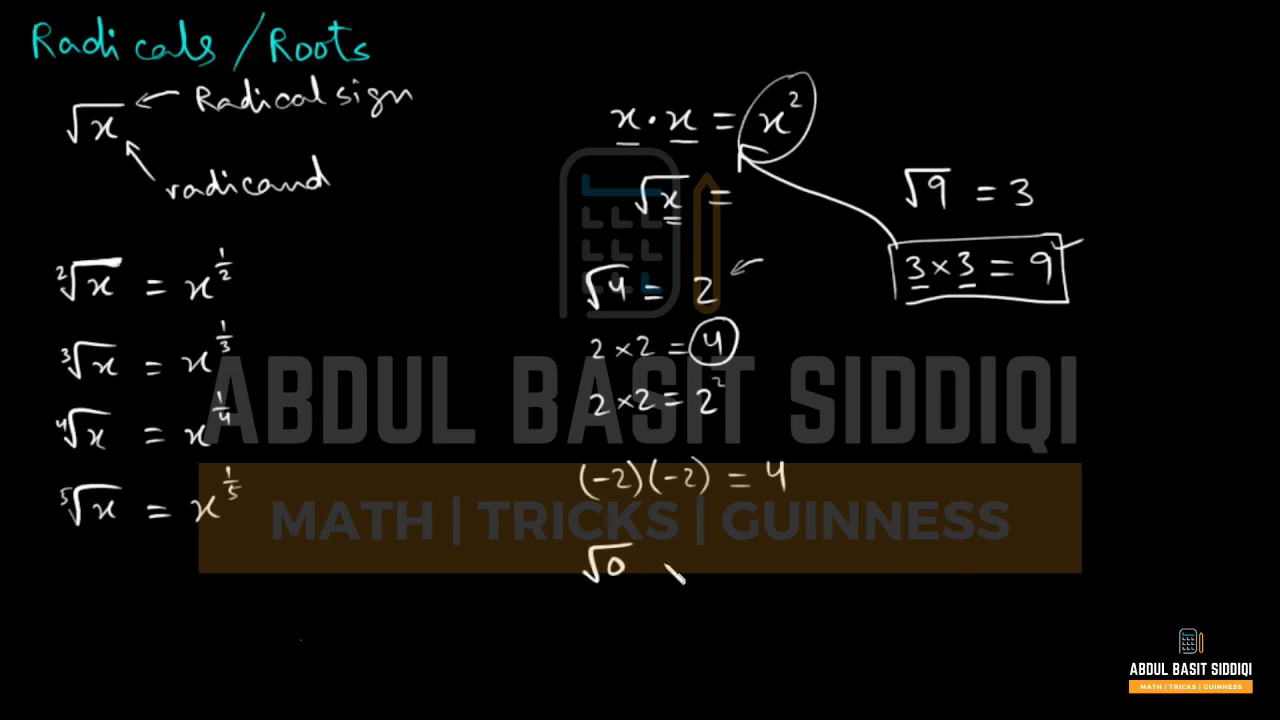 Radicals/Roots
√x ← Radical sign
radicand
²√x = x^1/2
³√x = x^1/3
⁴√x = x^1/4
⁵√x = x^1/5
x · x = x²
√x =
√4 = 2
2 × 2 = 4
2 × 2 = 2²
(-2)(-2) = 4
√0
√9 = 3
3 × 3 = 9
ABDUL BASIT SIDDIQI
MATH | TRICKS | GUINNESS
ABDUL BASIT SIDDIQI
MATH | TRICKS | GUINNESS